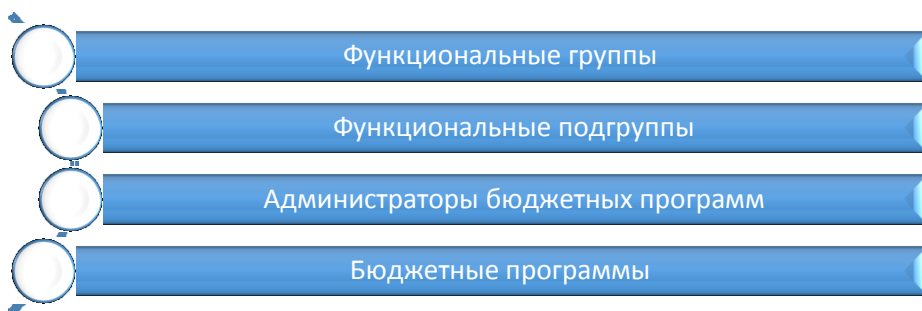 Функциональные группы
Функциональные подгруппы
Администраторы бюджетных программ
Бюджетные программы